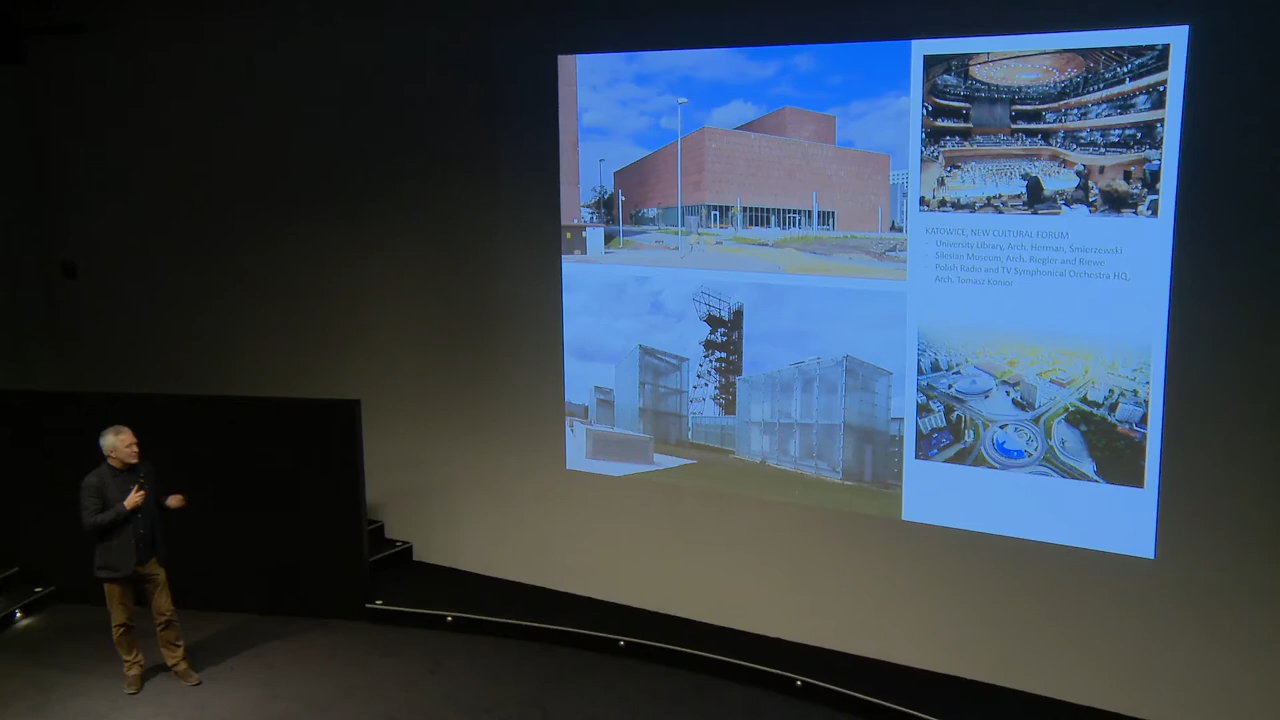 KATOWICE, NEW CULTURAL FORUM
- University Library, Arch. Herman, Śmierzewski
- Silesian Museum, Arch. Riegler and Riewe
- Polish Radio and TV Symphonical Orchestra HQ,
Arch. Tomasz Konior